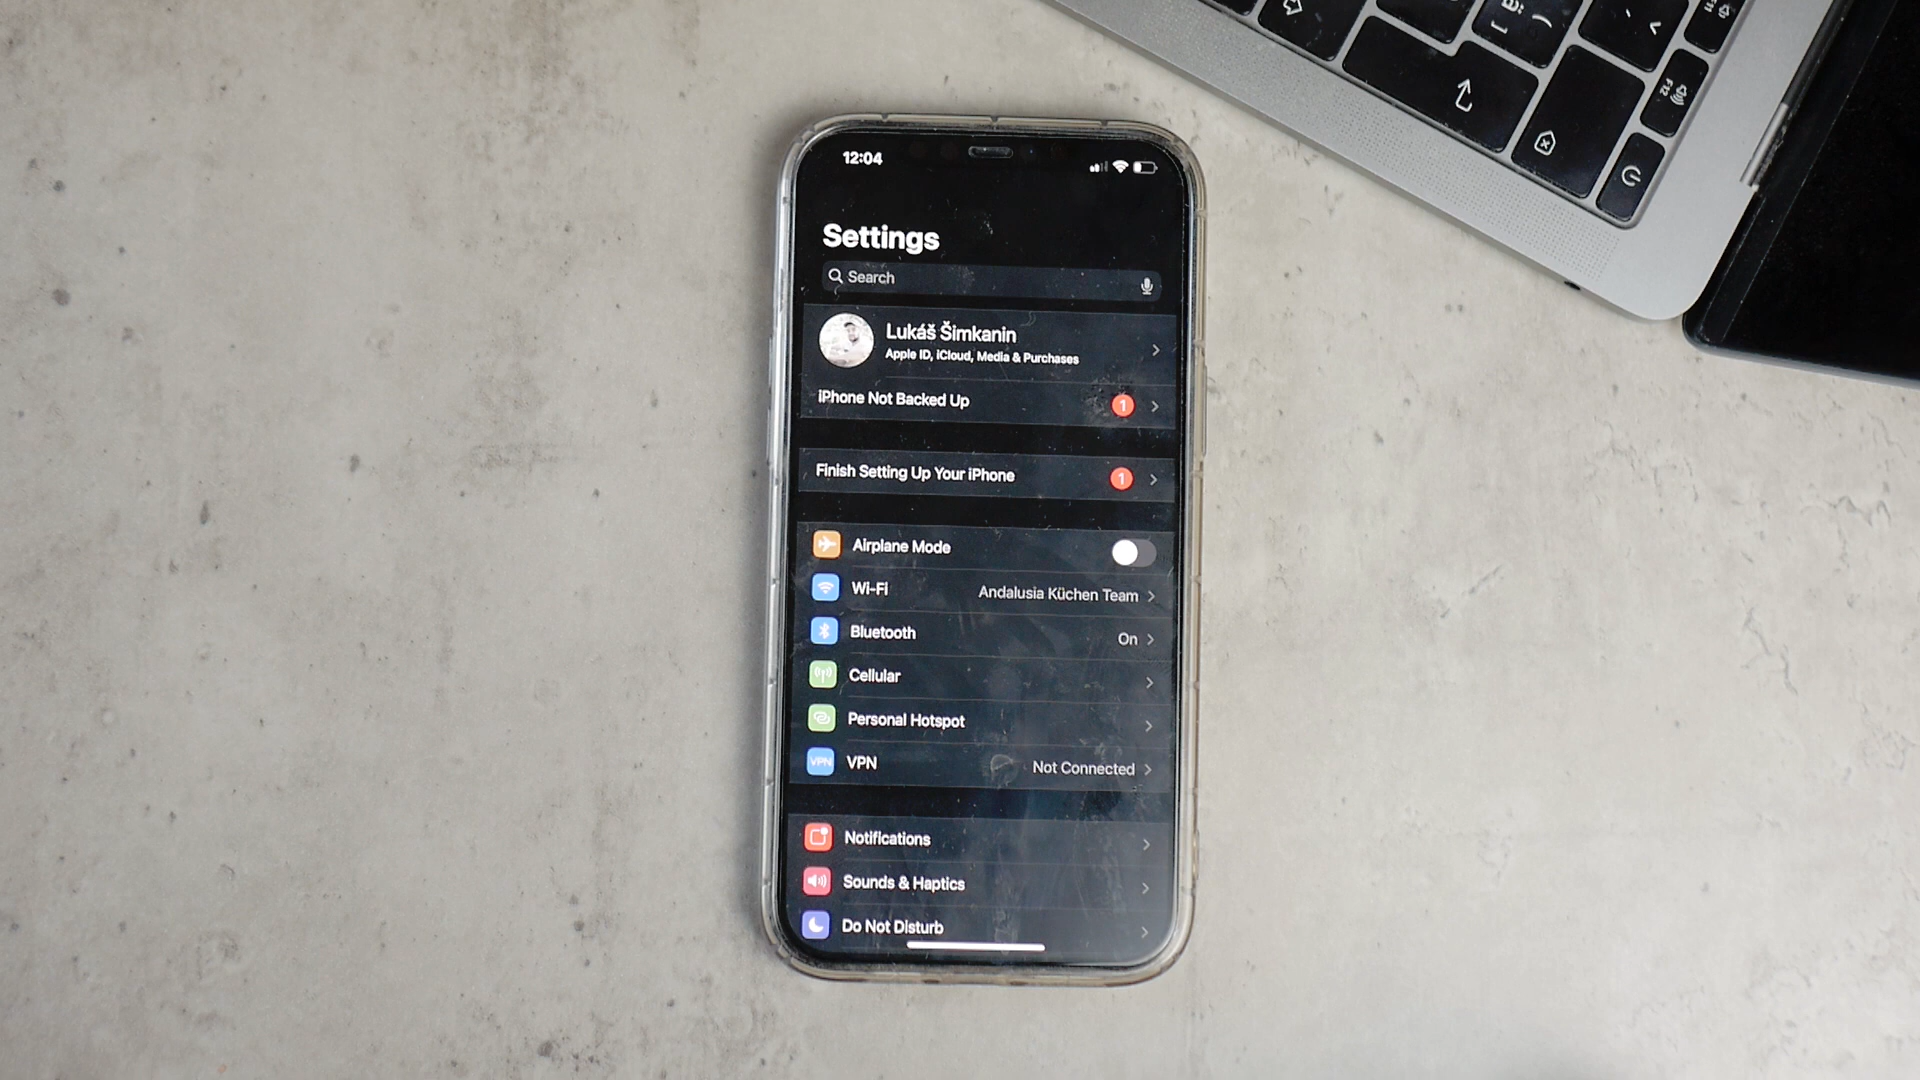 12:04
Settings
Search
Lukáš Šimkanin
Apple ID, iCloud, Media & Purchases
iPhone Not Backed Up 1
Finish Setting Up Your iPhone 1
Airplane Mode
Wi-Fi Andalusia Küchen Team
Bluetooth On
Cellular
Personal Hotspot
VPN VPN Not Connected
Notifications
Sounds & Haptics
Do Not Disturb
F12